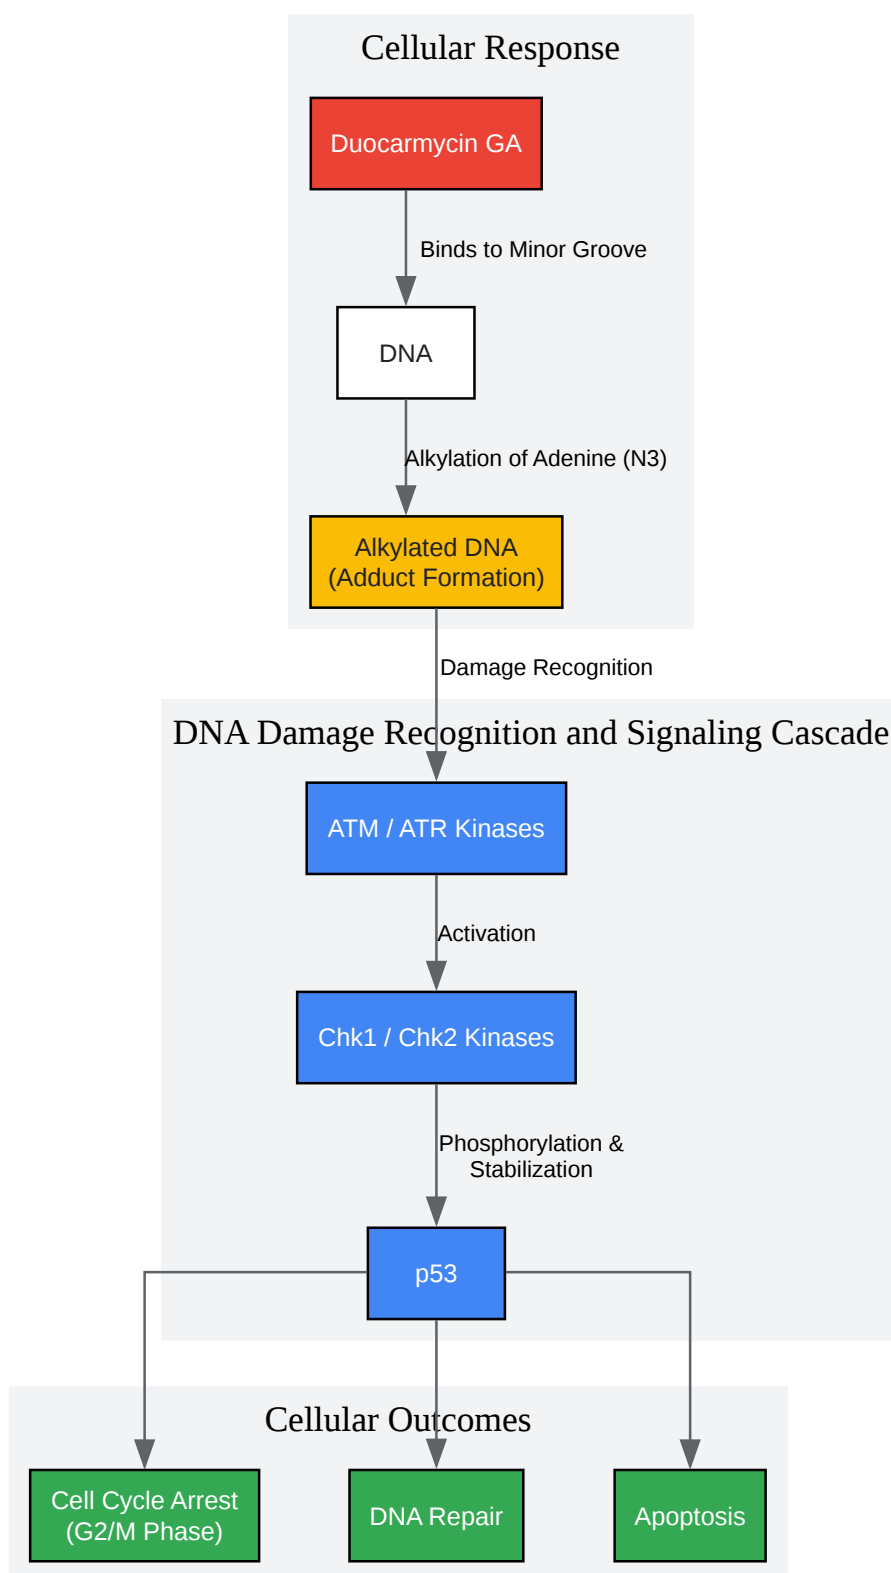 Cellular Response
Duocarmycin GA
Binds to Minor Groove
DNA
Alkylation of Adenine (N3)
Alkylated DNA
(Adduct Formation)
Damage Recognition
DNA Damage Recognition and Signaling Cascade
ATM / ATR Kinases
Activation
Chk1 / Chk2 Kinases
Phosphorylation &
Stabilization
p53
Cellular Outcomes
Cell Cycle Arrest
(G2/M Phase)
DNA Repair
Apoptosis